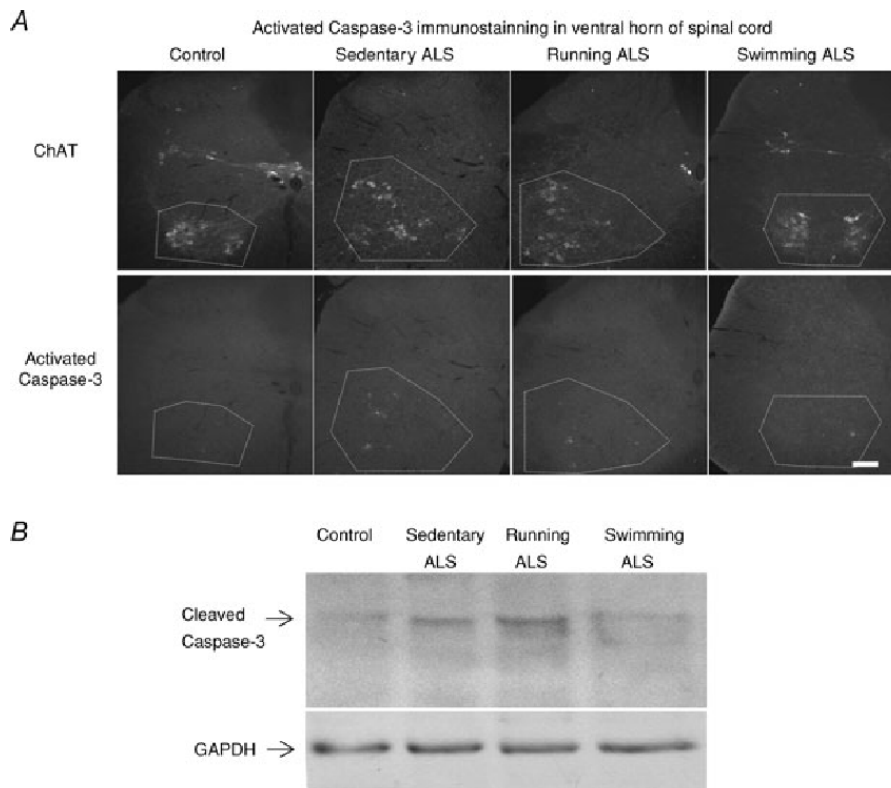 A
Activated Caspase-3 immunostainning in ventral horn of spinal cord
Control Sedentary ALS Running ALS Swimming ALS
ChAT
Activated
Caspase-3
B
Control Sedentary Running Swimming
ALS ALS ALS
Cleaved
Caspase-3
GAPDH